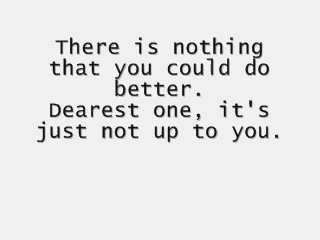 There is nothing
that you could do
better.
Dearest one, it's
just not up to you.